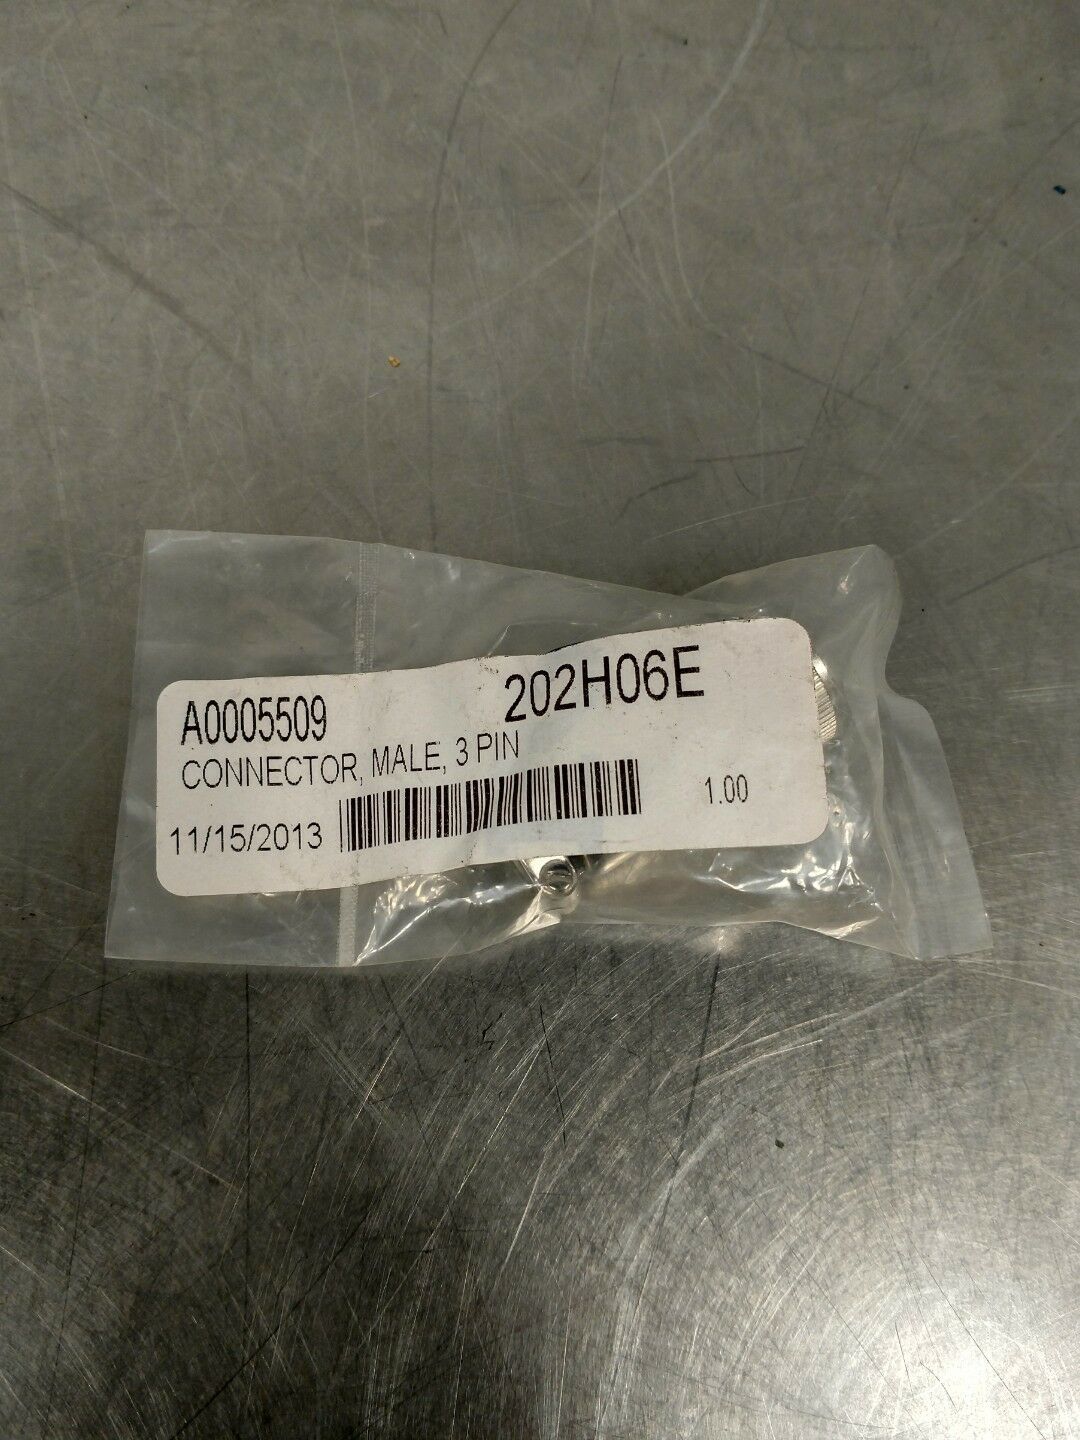 A0005509 202H06E
CONNECTOR, MALE, 3 PIN
11/15/2013 1.00